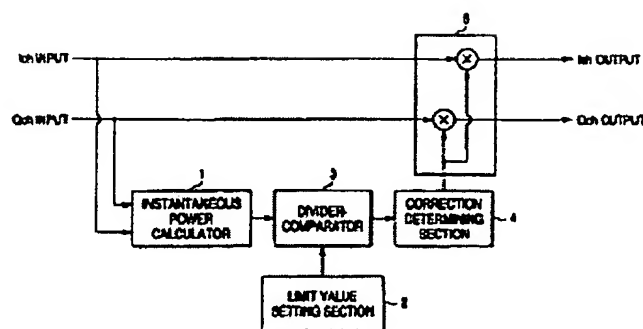 5
Ich INPUT
Ich OUTPUT
Qch INPUT
Qch OUTPUT
1
INSTANTANEOUS
POWER
CALCULATOR
3
DIVIDER-
COMPARATOR
CORRECTION
DETERMINING
SECTION
4
LIMIT VALUE
SETTING SECTION
2